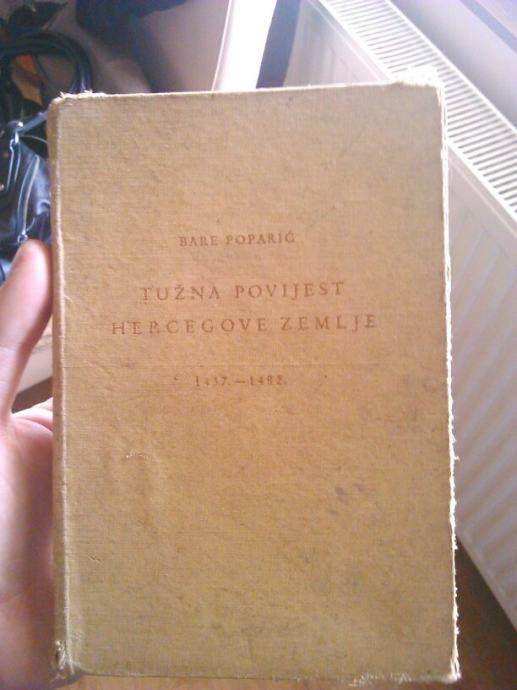 BARE POPARIĆ
TUŽNA POVIJEST
HERCEGOVE ZEMLJE
1437.—1482.